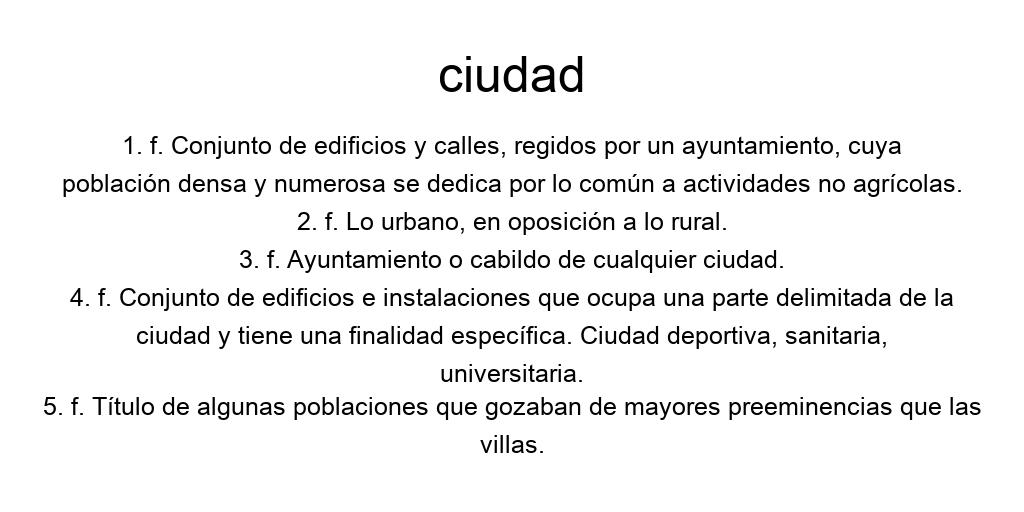 ciudad
1. f. Conjunto de edificios y calles, regidos por un ayuntamiento, cuya
población densa y numerosa se dedica por lo común a actividades no agrícolas.
2. f. Lo urbano, en oposición a lo rural.
3. f. Ayuntamiento o cabildo de cualquier ciudad.
4. f. Conjunto de edificios e instalaciones que ocupa una parte delimitada de la
ciudad y tiene una finalidad específica. Ciudad deportiva, sanitaria,
universitaria.
5. f. Título de algunas poblaciones que gozaban de mayores preeminencias que las
villas.